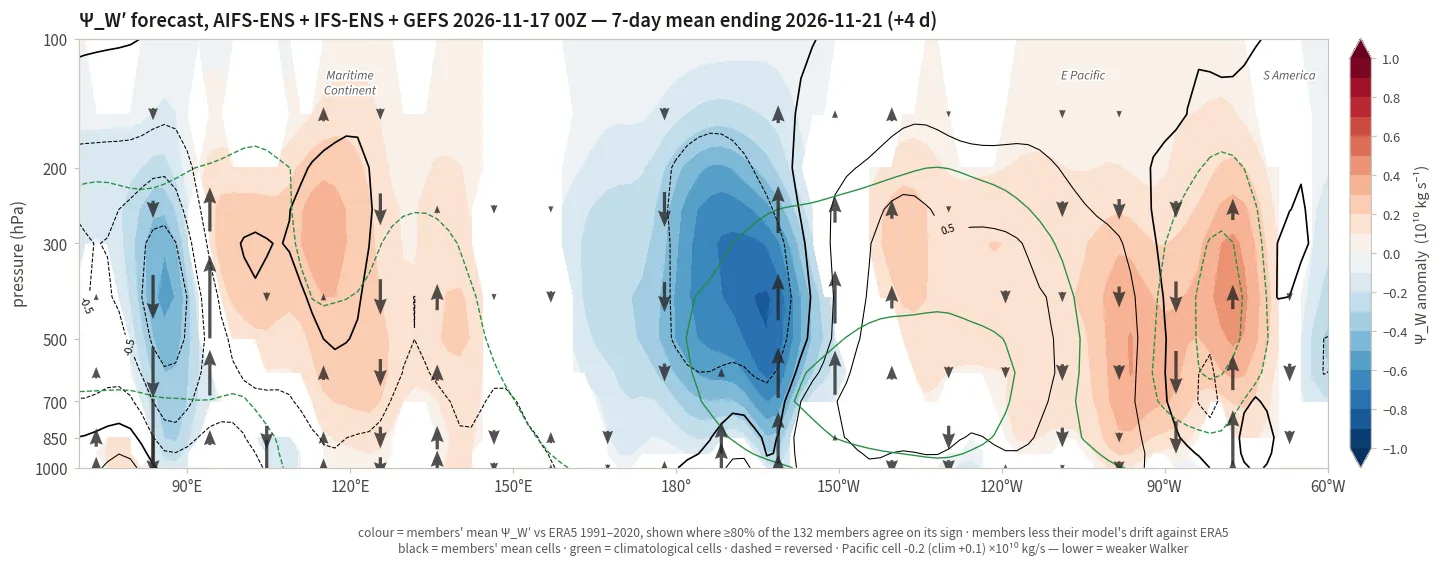 Ψ_W′ forecast, AIFS-ENS + IFS-ENS + GEFS 2026-11-17 00Z — 7-day mean ending 2026-11-21 (+4 d)
100
200
300
500
700
850
1000
pressure (hPa)
Maritime
Continent
E Pacific
S America
-0.5
-0.5
0.5
90°E
120°E
150°E
180°
150°W
120°W
90°W
60°W
1.0
0.8
0.6
0.4
0.2
0.0
−0.2
−0.4
−0.6
−0.8
−1.0
Ψ_W anomaly (10¹⁰ kg s⁻¹)
colour = members' mean Ψ_W′ vs ERA5 1991–2020, shown where ≥80% of the 132 members agree on its sign · members less their model's drift against ERA5
black = members' mean cells · green = climatological cells · dashed = reversed · Pacific cell -0.2 (clim +0.1) ×10¹⁰ kg/s — lower = weaker Walker